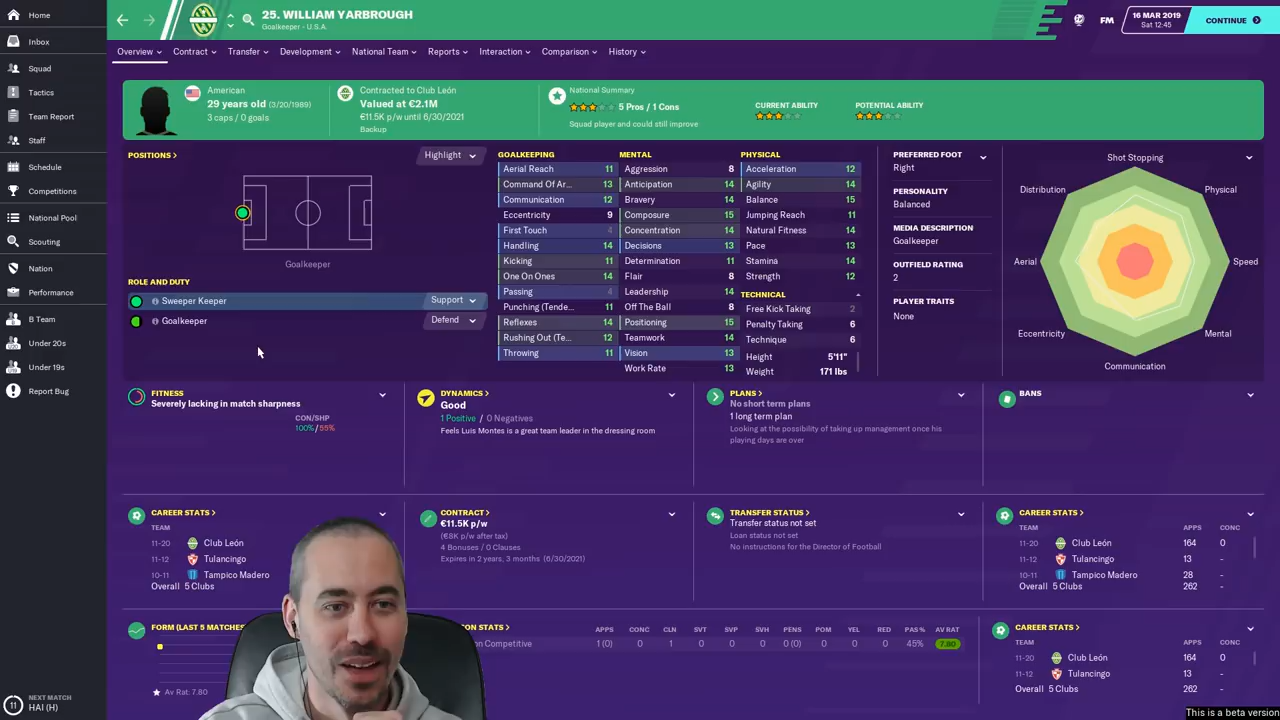 Home
Inbox
Squad
Tactics
Team Report
Staff
Schedule
Competitions
National Pool
Scouting
Nation
Performance
B Team
Under 20s
Under 19s
Report Bug
NEXT MATCH
11 HAI (H)
25. WILLIAM YARBROUGH
Goalkeeper - U.S.A.
FM
16 MAR 2019
Sat 12:45
CONTINUE
Overview Contract Transfer Development National Team Reports Interaction Comparison History
American
29 years old (3/20/1989)
3 caps / 0 goals
Contracted to Club León
Valued at €2.1M
€11.5K p/w until 6/30/2021
Backup
National Summary
5 Pros / 1 Cons
Squad player and could still improve
CURRENT ABILITY
POTENTIAL ABILITY
POSITIONS >
Highlight
Goalkeeper
ROLE AND DUTY
Sweeper Keeper Support
Goalkeeper Defend
GOALKEEPING
Aerial Reach 11
Command Of Ar... 13
Communication 12
Eccentricity 9
First Touch 4
Handling 14
Kicking 11
One On Ones 14
Passing 4
Punching (Tende... 11
Reflexes 14
Rushing Out (Te... 12
Throwing 11
MENTAL
Aggression 8
Anticipation 14
Bravery 14
Composure 15
Concentration 14
Decisions 13
Determination 11
Flair 8
Leadership 14
Off The Ball 8
Positioning 15
Teamwork 14
Vision 13
Work Rate 13
PHYSICAL
Acceleration 12
Agility 14
Balance 15
Jumping Reach 11
Natural Fitness 14
Pace 13
Stamina 14
Strength 12
TECHNICAL
Free Kick Taking 2
Penalty Taking 6
Technique 6
Height 5'11"
Weight 171 lbs
PREFERRED FOOT
Right
PERSONALITY
Balanced
MEDIA DESCRIPTION
Goalkeeper
OUTFIELD RATING
2
PLAYER TRAITS
None
Shot Stopping
Distribution
Physical
Aerial
Speed
Eccentricity
Mental
Communication
FITNESS
Severely lacking in match sharpness
CON/SHP
100%/55%
DYNAMICS >
Good
1 Positive / 0 Negatives
Feels Luis Montes is a great team leader in the dressing room
PLANS >
No short term plans
1 long term plan
Looking at the possibility of taking up management once his
playing days are over
BANS
CAREER STATS >
TEAM
11-20 Club León
11-12 Tulancingo
10-11 Tampico Madero
Overall 5 Clubs
CONTRACT >
€11.5K p/w
(€8K p/w after tax)
4 Bonuses / 0 Clauses
Expires in 2 years, 3 months (6/30/2021)
TRANSFER STATUS >
Transfer status not set
Loan status not set
No instructions for the Director of Football
CAREER STATS >
TEAM APPS CONC
11-20 Club León 164 0
11-12 Tulancingo 13 -
10-11 Tampico Madero 28 -
Overall 5 Clubs 262 -
FORM (LAST 5 MATCHES
Av Rat: 7.80
STATS >
APPS CONC CLN SVT SVP SVH PENS POM YEL RED PAS% AV RAT
Competitive 1 (0) 0 1 0 0 0 0 (0) 0 0 0 45% 7.80
CAREER STATS >
TEAM APPS CONC
11-20 Club León 164 0
11-12 Tulancingo 13 -
Overall 5 Clubs 262 -
This is a beta version